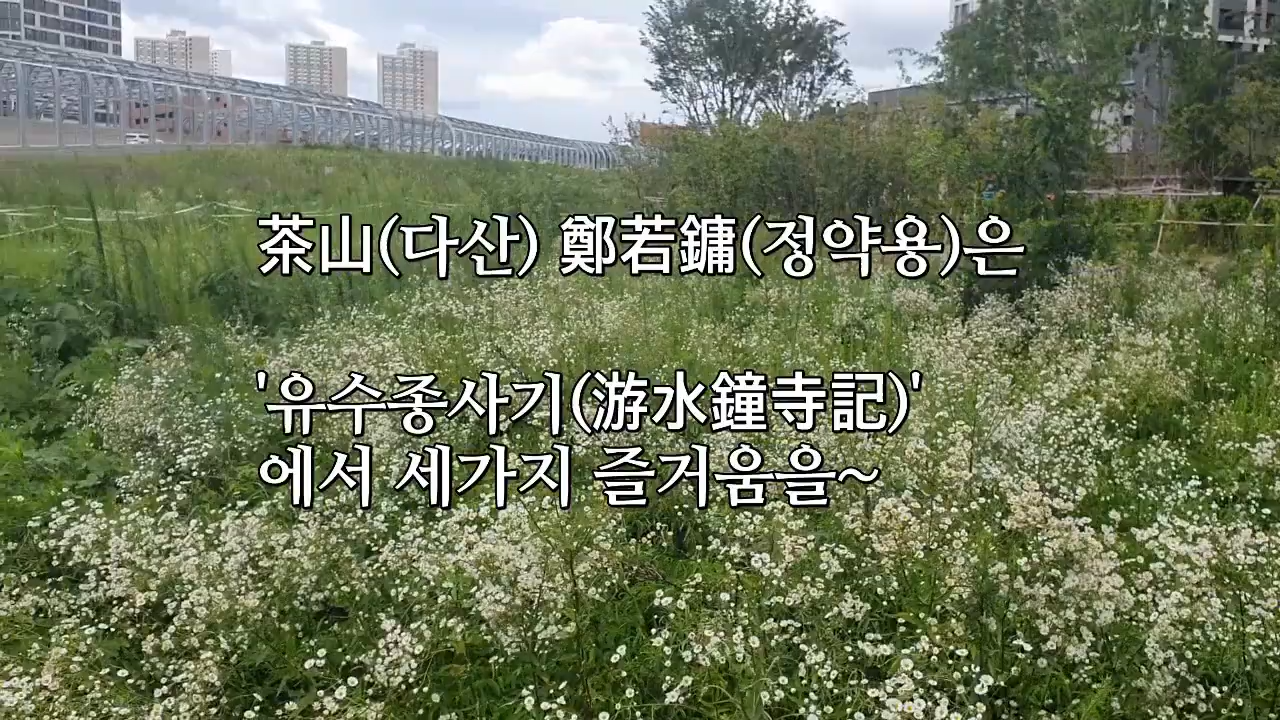 茶山(다산) 鄭若鏞(정약용)은
'유수종사기(游水鐘寺記)'
에서 세가지 즐거움을~